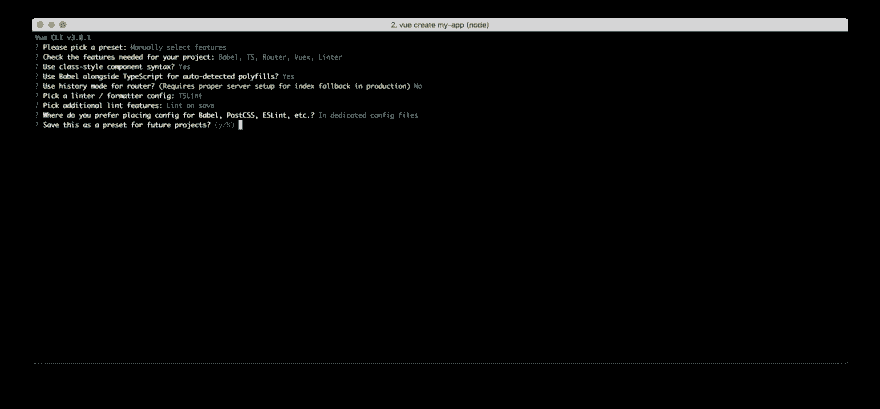 2. vue create my-app (node)
Vue CLI v3.0.1
? Please pick a preset: Manually select features
? Check the features needed for your project: Babel, TS, Router, Vuex, Linter
? Use class-style component syntax? Yes
? Use Babel alongside TypeScript for auto-detected polyfills? Yes
? Use history mode for router? (Requires proper server setup for index fallback in production) No
? Pick a linter / formatter config: TSLint
? Pick additional lint features: Lint on save
? Where do you prefer placing config for Babel, PostCSS, ESLint, etc.? In dedicated config files
? Save this as a preset for future projects? (y/N)